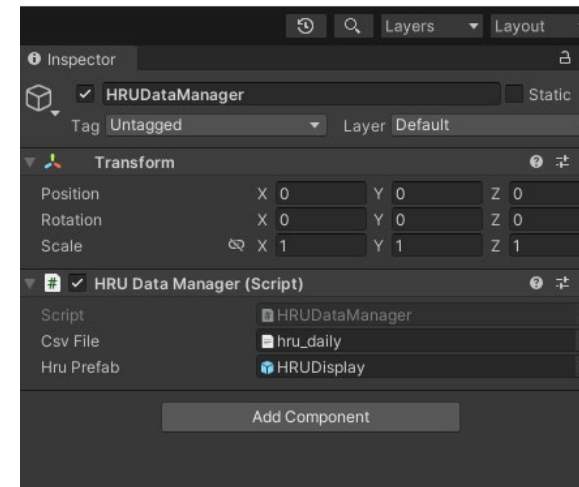 Layers Layout
Inspector
HRUDataManager Static
Tag Untagged Layer Default
Transform
Position X 0 Y 0 Z 0
Rotation X 0 Y 0 Z 0
Scale X 1 Y 1 Z 1
# HRU Data Manager (Script)
Script HRUDataManager
Csv File hru_daily
Hru Prefab HRUDisplay
Add Component